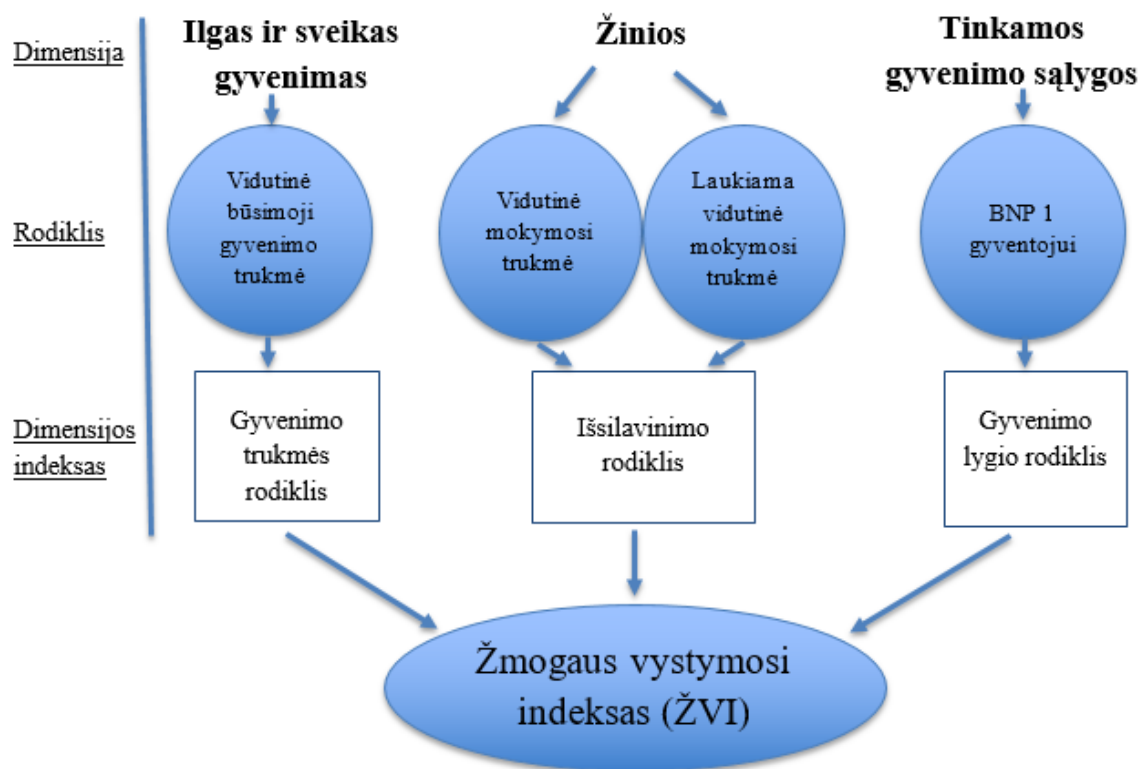 Dimensija
Ilgas ir sveikas
gyvenimas
Žinios
Tinkamos
gyvenimo sąlygos
Rodiklis
Vidutinė
būsimoji
gyvenimo
trukmė
Vidutinė
mokymosi
trukmė
Laukiama
vidutinė
mokymosi
trukmė
BNP 1
gyventojui
Dimensijos
indeksas
Gyvenimo
trukmės
rodiklis
Išsilavinimo
rodiklis
Gyvenimo
lygio rodiklis
Žmogaus vystymosi
indeksas (ŽVI)